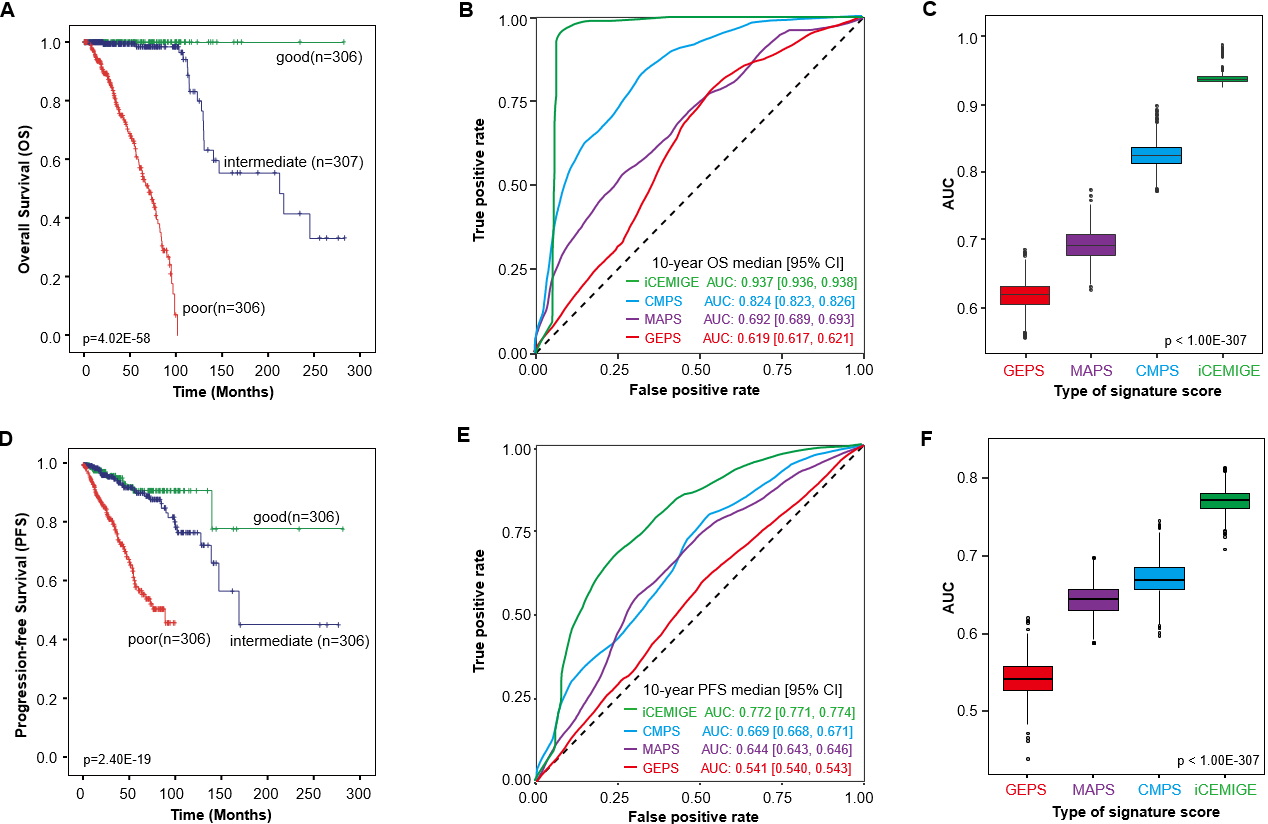 A
1.0
0.8
0.6
0.4
0.2
0.0
Overall Survival (OS)
good(n=306)
intermediate (n=307)
poor(n=306)
p=4.02E-58
0 50 100 150 200 250 300
Time (Months)
B
1.00
0.75
0.50
0.25
0.00
True positive rate
10-year OS median [95% CI]
iCEMIGE AUC: 0.937 [0.936, 0.938]
CMPS AUC: 0.824 [0.823, 0.826]
MAPS AUC: 0.692 [0.689, 0.693]
GEPS AUC: 0.619 [0.617, 0.621]
0.00 0.25 0.50 0.75 1.00
False positive rate
C
1.0
0.9
0.8
0.7
0.6
AUC
p < 1.00E-307
GEPS MAPS CMPS iCEMIGE
Type of signature score
D
1.0
0.8
0.6
0.4
0.2
0.0
Progression-free Survival (PFS)
good(n=306)
poor(n=306)
intermediate (n=306)
p=2.40E-19
0 50 100 150 200 250 300
Time (Months)
E
1.00
0.75
0.50
0.25
0.00
True positive rate
10-year PFS median [95% CI]
iCEMIGE AUC: 0.772 [0.771, 0.774]
CMPS AUC: 0.669 [0.668, 0.671]
MAPS AUC: 0.644 [0.643, 0.646]
GEPS AUC: 0.541 [0.540, 0.543]
0.00 0.25 0.50 0.75 1.00
False positive rate
F
0.8
0.7
0.6
0.5
AUC
p < 1.00E-307
GEPS MAPS CMPS iCEMIGE
Type of signature score